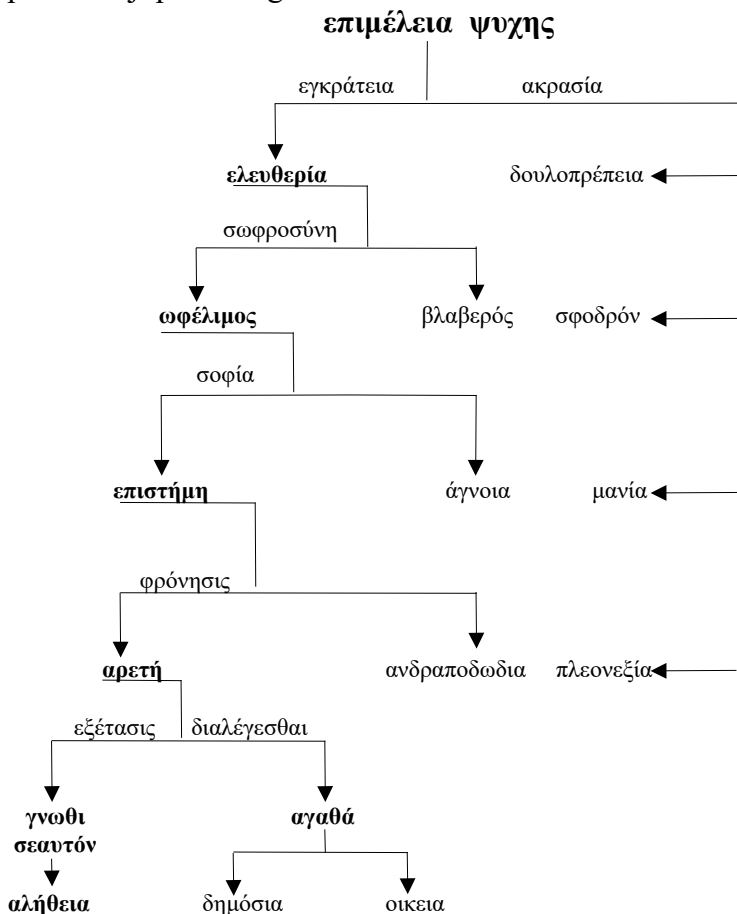 επιμέλεια ψυχης
εγκράτεια ακρασία
ελευθερία δουλοπρέπεια
σωφροσύνη
ωφέλιμος βλαβερός σφοδρόν
σοφία
επιστήμη άγνοια μανία
φρόνησις
αρετή ανδραποδωδια πλεονεξία
εξέτασις διαλέγεσθαι
γνωθι αγαθά
σεαυτόν
αλήθεια δημόσια οικεια